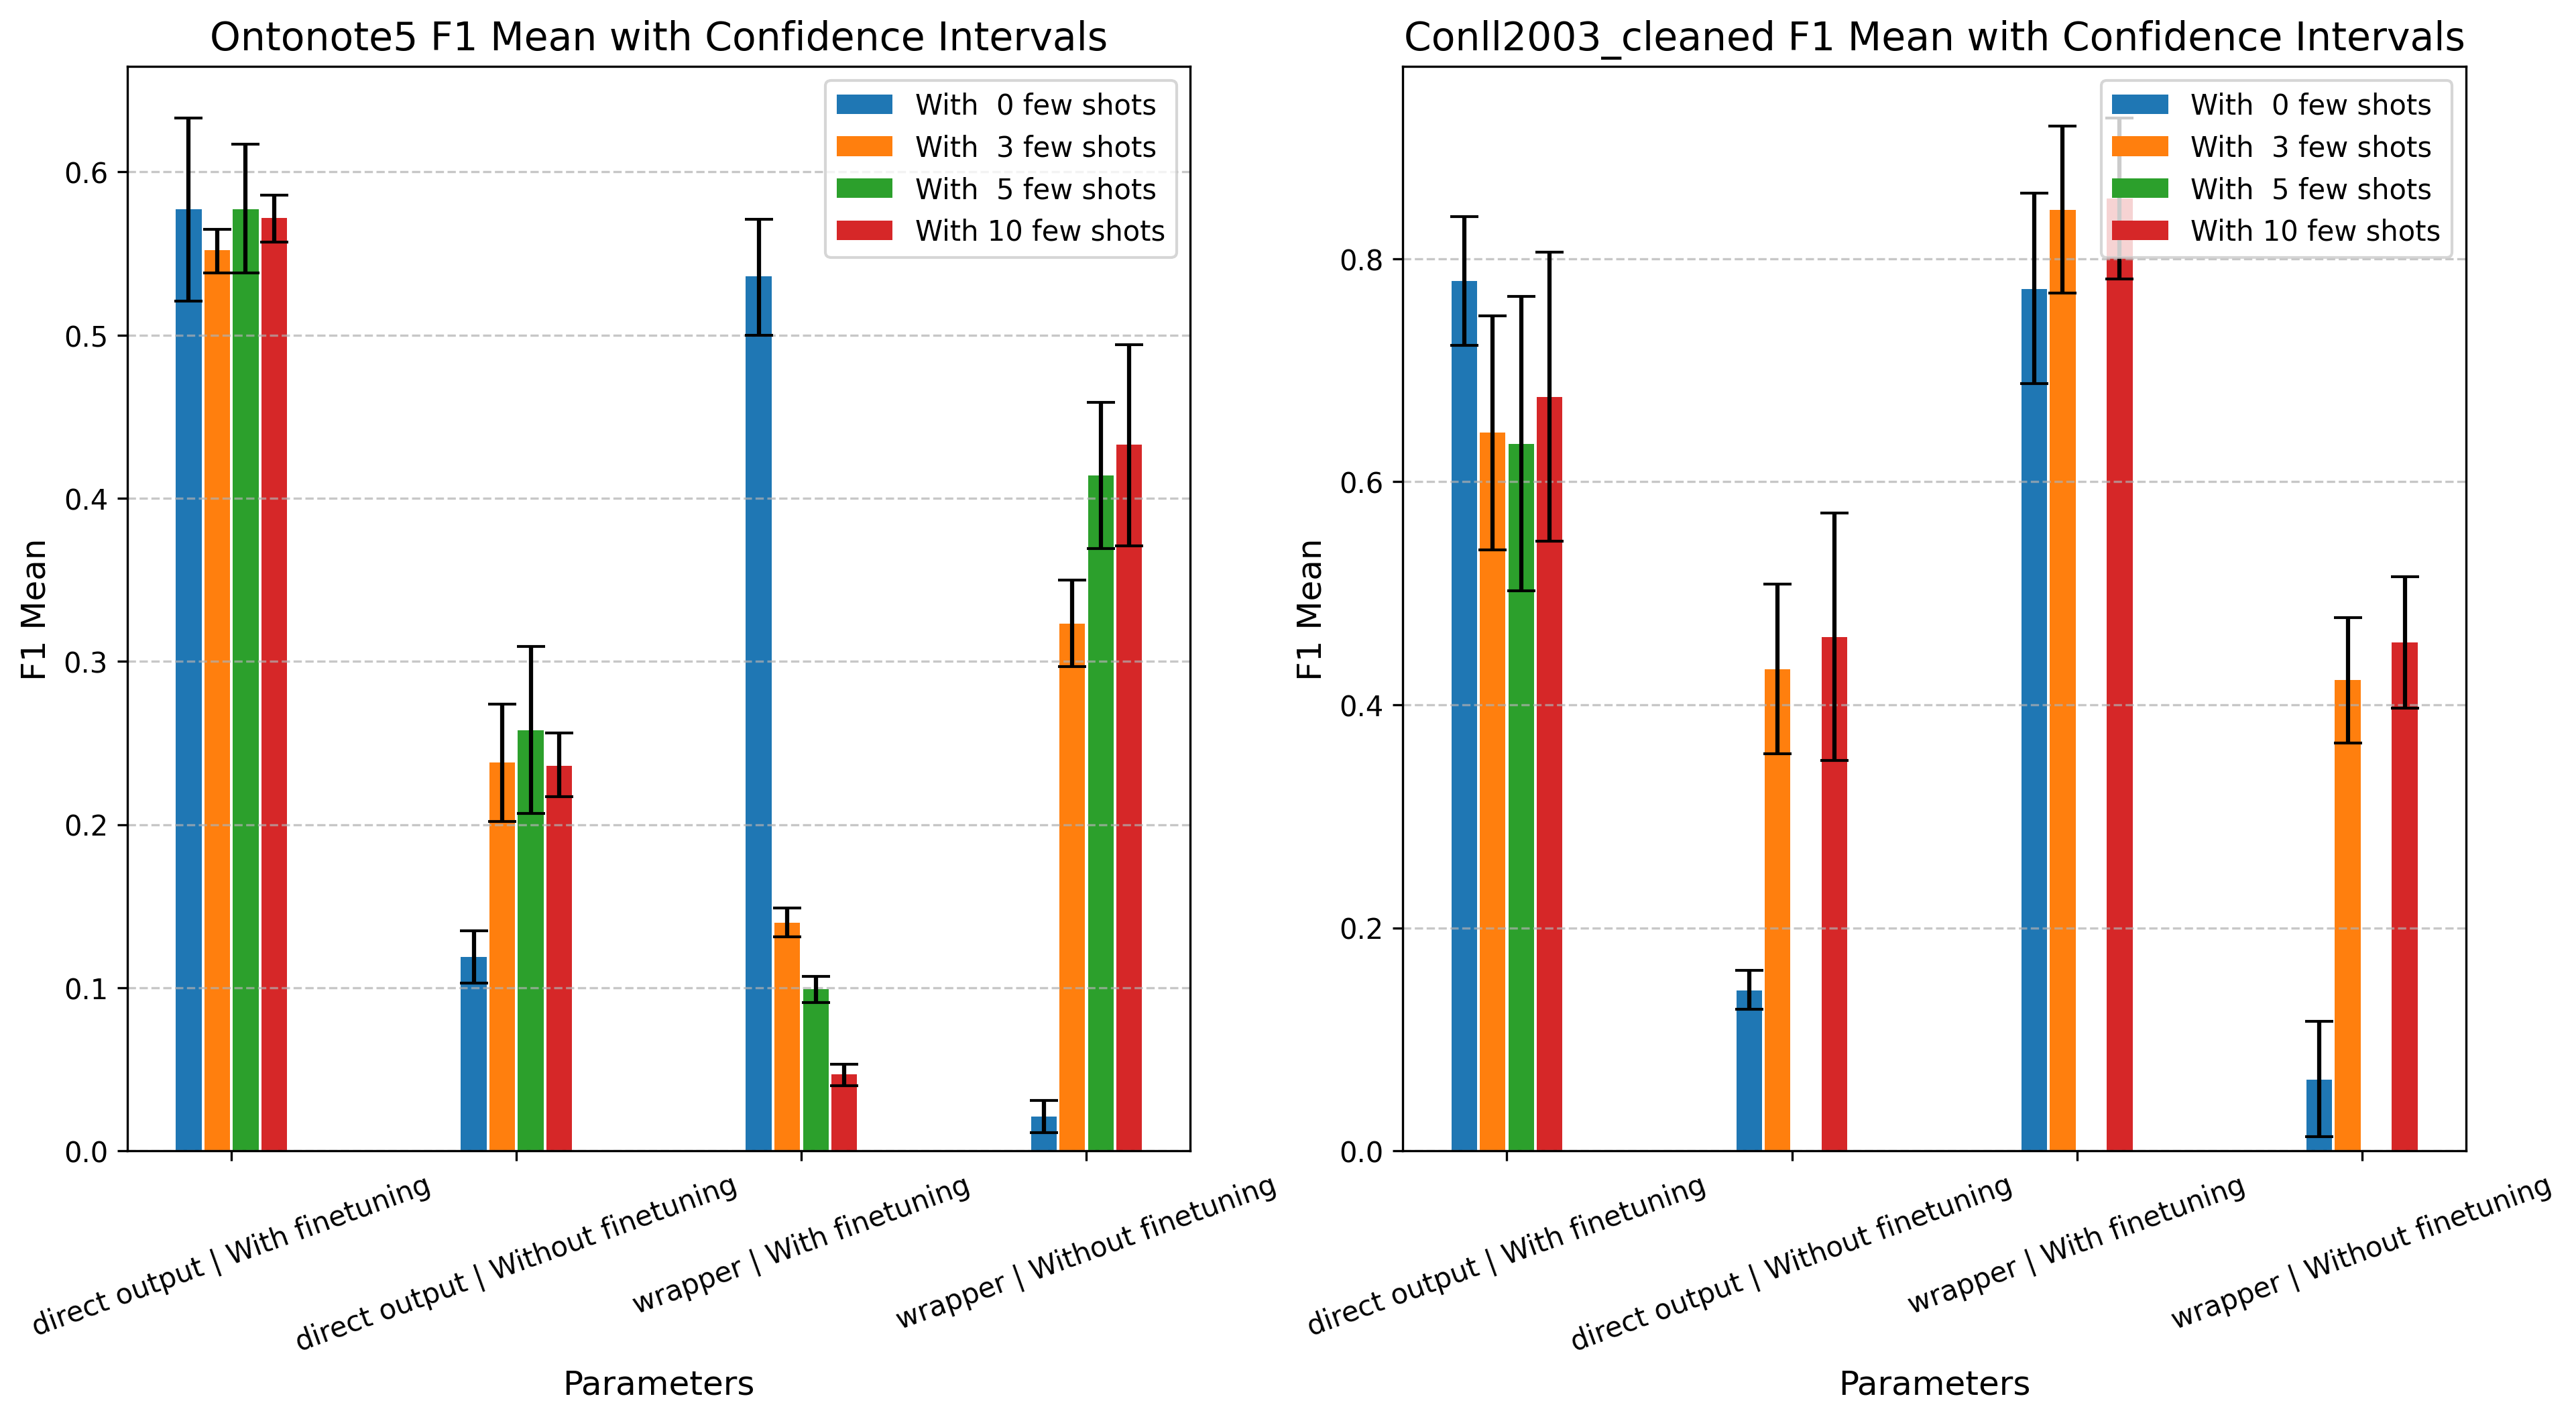 Ontonote5 F1 Mean with Confidence Intervals
With  0 few shots
With  3 few shots
With  5 few shots
With 10 few shots
F1 Mean
0.6
0.5
0.4
0.3
0.2
0.1
0.0
direct output | With finetuning
direct output | Without finetuning
wrapper | With finetuning
wrapper | Without finetuning
Parameters
Conll2003_cleaned F1 Mean with Confidence Intervals
With  0 few shots
With  3 few shots
With  5 few shots
With 10 few shots
F1 Mean
0.8
0.6
0.4
0.2
0.0
direct output | With finetuning
direct output | Without finetuning
wrapper | With finetuning
wrapper | Without finetuning
Parameters